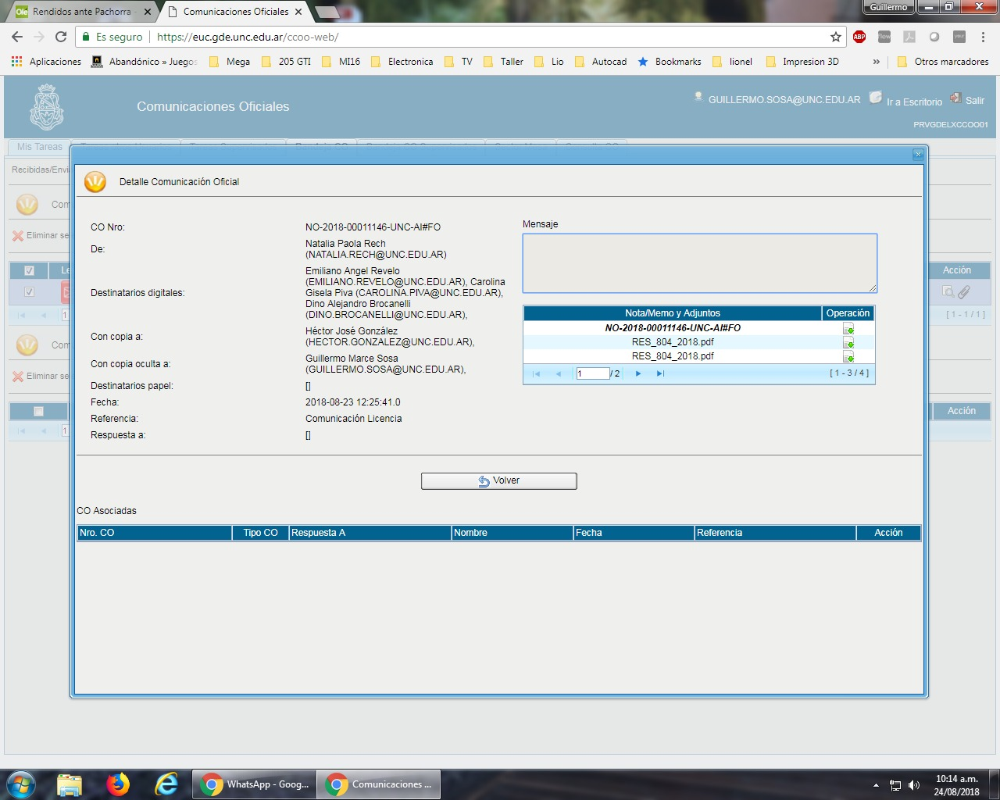 Rendidos ante Pachorra -
Comunicaciones Oficiales
Guillermo
Es seguro
https://euc.gde.unc.edu.ar/ccoo-web/
ABP
Aplicaciones
Abandónico » Juegos
Mega
205 GTI
MI16
Electronica
TV
Taller
Lio
Autocad
Bookmarks
lionel
Impresion 3D
»
Otros marcadores
Comunicaciones Oficiales
GUILLERMO.SOSA@UNC.EDU.AR
Ir a Escritorio
Salir
PRVGDELXCCOO01
Mis Tareas
Recibidas/Envi
Com
Eliminar se
Le
Acción
1
[ 1 - 1 / 1 ]
Com
Eliminar se
Acción
1
Detalle Comunicación Oficial
CO Nro:
NO-2018-00011146-UNC-AI#FO
De:
Natalia Paola Rech
(NATALIA.RECH@UNC.EDU.AR)
Destinatarios digitales:
Emiliano Angel Revelo
(EMILIANO.REVELO@UNC.EDU.AR), Carolina
Gisela Piva (CAROLINA.PIVA@UNC.EDU.AR),
Dino Alejandro Brocanelli
(DINO.BROCANELLI@UNC.EDU.AR),
Con copia a:
Héctor José González
(HECTOR.GONZALEZ@UNC.EDU.AR),
Con copia oculta a:
Guillermo Marce Sosa
(GUILLERMO.SOSA@UNC.EDU.AR),
Destinatarios papel:
[]
Fecha:
2018-08-23 12:25:41.0
Referencia:
Comunicación Licencia
Respuesta a:
[]
Mensaje
Nota/Memo y Adjuntos
Operación
NO-2018-00011146-UNC-AI#FO
RES_804_2018.pdf
RES_804_2018.pdf
1 / 2
[ 1 - 3 / 4 ]
Volver
CO Asociadas
Nro. CO
Tipo CO
Respuesta A
Nombre
Fecha
Referencia
Acción
WhatsApp - Goog...
Comunicaciones ...
10:14 a.m.
24/08/2018